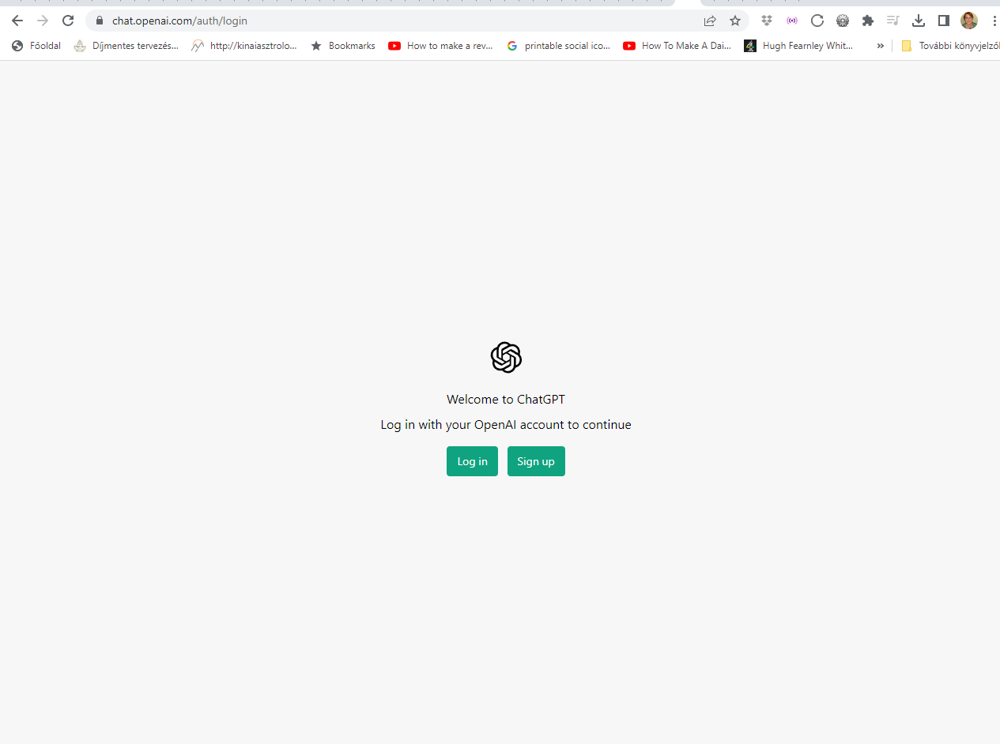 chat.openai.com/auth/login
Főoldal Díjmentes tervezés... http://kinaiasztrolo... Bookmarks How to make a rev... printable social ico... How To Make A Dai... Hugh Fearnley Whit... » További könyvjelzől
Welcome to ChatGPT
Log in with your OpenAI account to continue
Log in Sign up